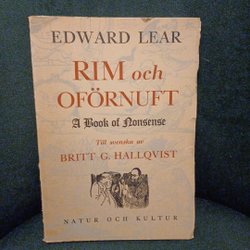 EDWARD LEAR
RIM och
OFÖRNUFT
A Book of Nonsense
Till svenska av
BRITT G. HALLQVIST
NATUR OCH KULTUR